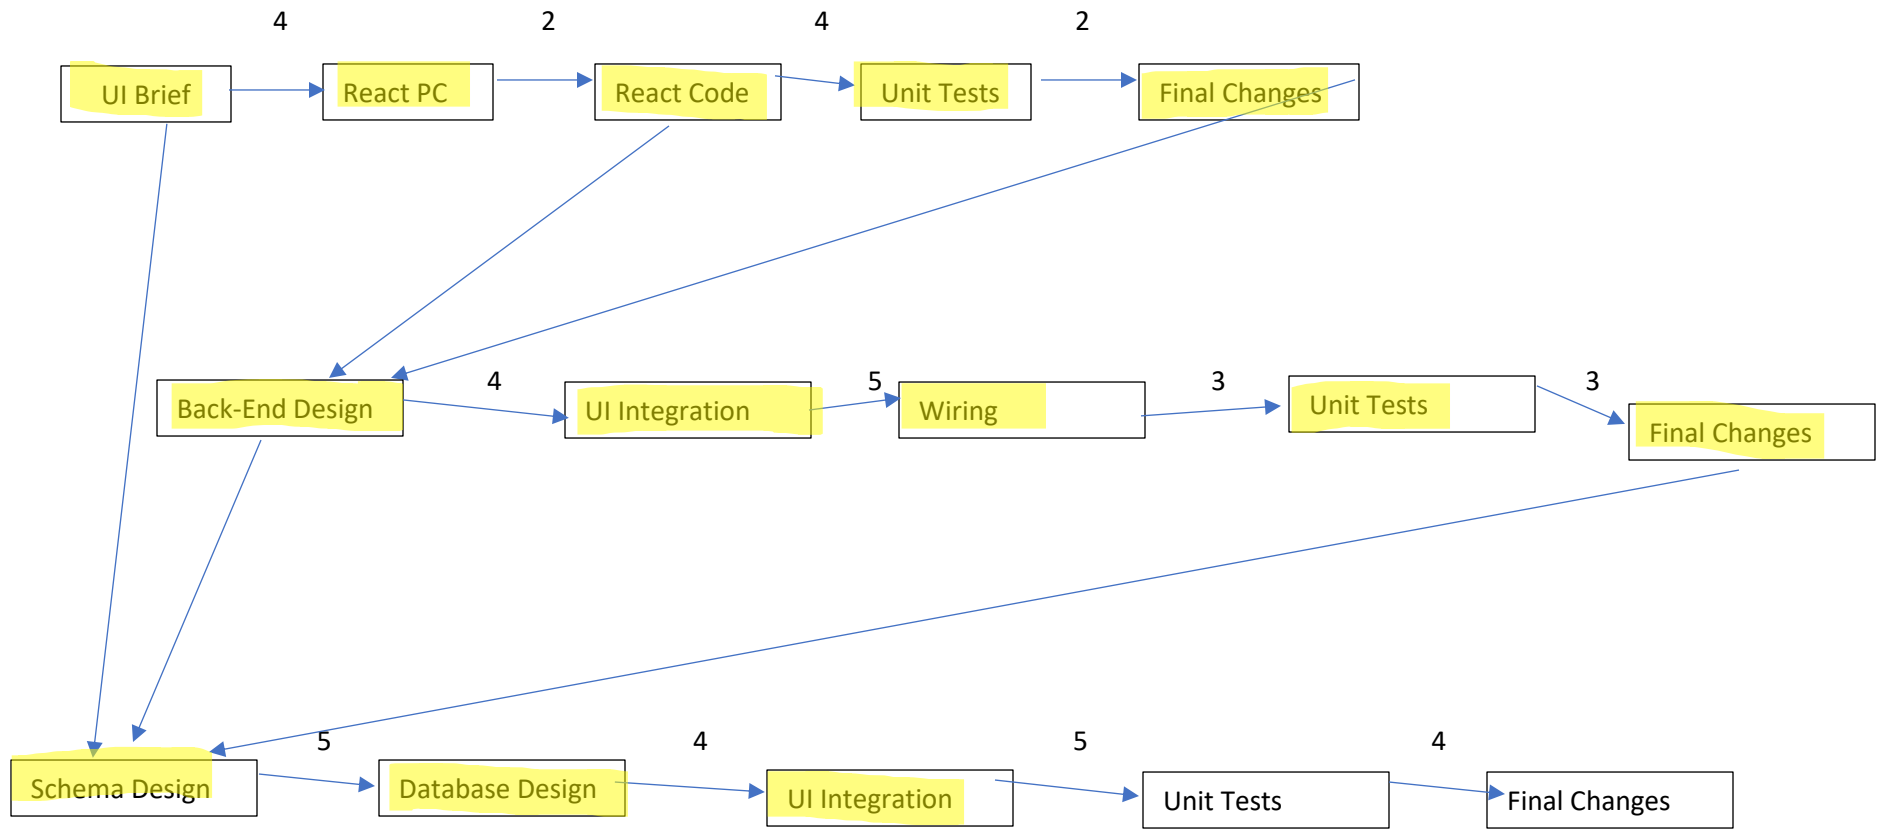 4 2 4 2
UI Brief React PC React Code Unit Tests Final Changes
4 5 3 3
Back-End Design UI Integration Wiring Unit Tests Final Changes
5 4 5 4
Schema Design Database Design UI Integration Unit Tests Final Changes